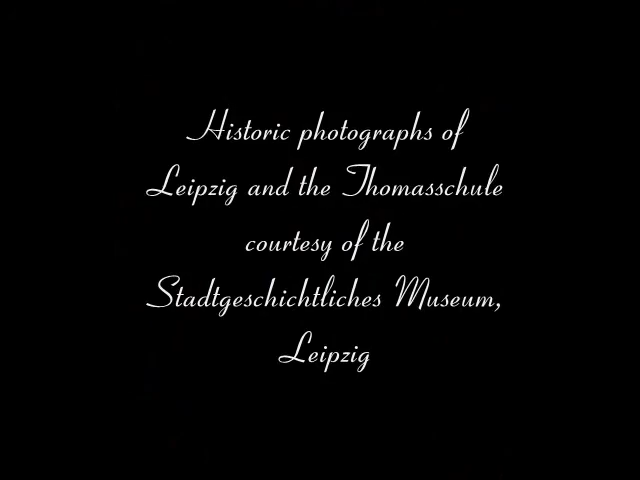 Historic photographs of
Leipzig and the Thomasschule
courtesy of the
Stadtgeschichtliches Museum,
Leipzig